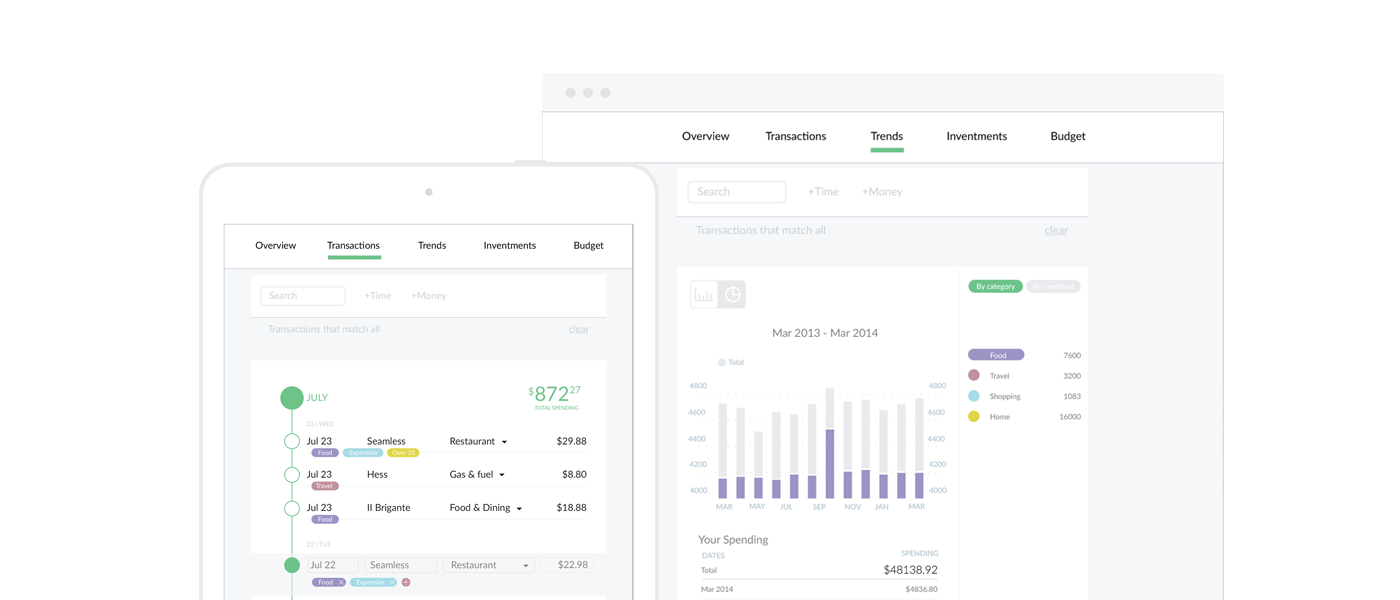 Overview Transactions Trends Inventments Budget
Search +Time +Money
Transactions that match all clear
By category By merchant
Mar 2013 - Mar 2014
Total
Food 7600
Travel 3200
Shopping 1083
Home 16000
4800 4800
4600 4600
4400 4400
4200 4200
4000 4000
MAR MAY JUL SEP NOV JAN MAR
Your Spending
DATES SPENDING
Total $48138.92
Mar 2014 $4836.80
Overview Transactions Trends Inventments Budget
Search +Time +Money
Transactions that match all clear
JULY $872 27
TOTAL SPENDING
23 | WED
Jul 23 Seamless Restaurant $29.88
Food Expensive Over 25
Jul 23 Hess Gas & fuel $8.80
Travel
Jul 23 II Brigante Food & Dining $18.88
Food
22 | TUE
Jul 22 Seamless Restaurant $22.98
Food × Expensive × +